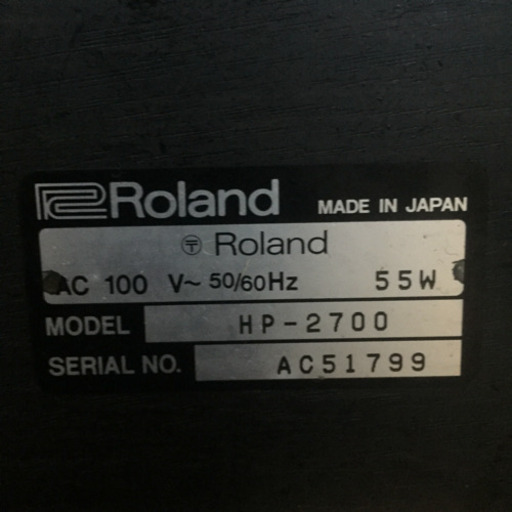 Roland MADE IN JAPAN
〒 Roland
AC 100 V~ 50/60Hz 55W
MODEL HP-2700
SERIAL NO. AC51799